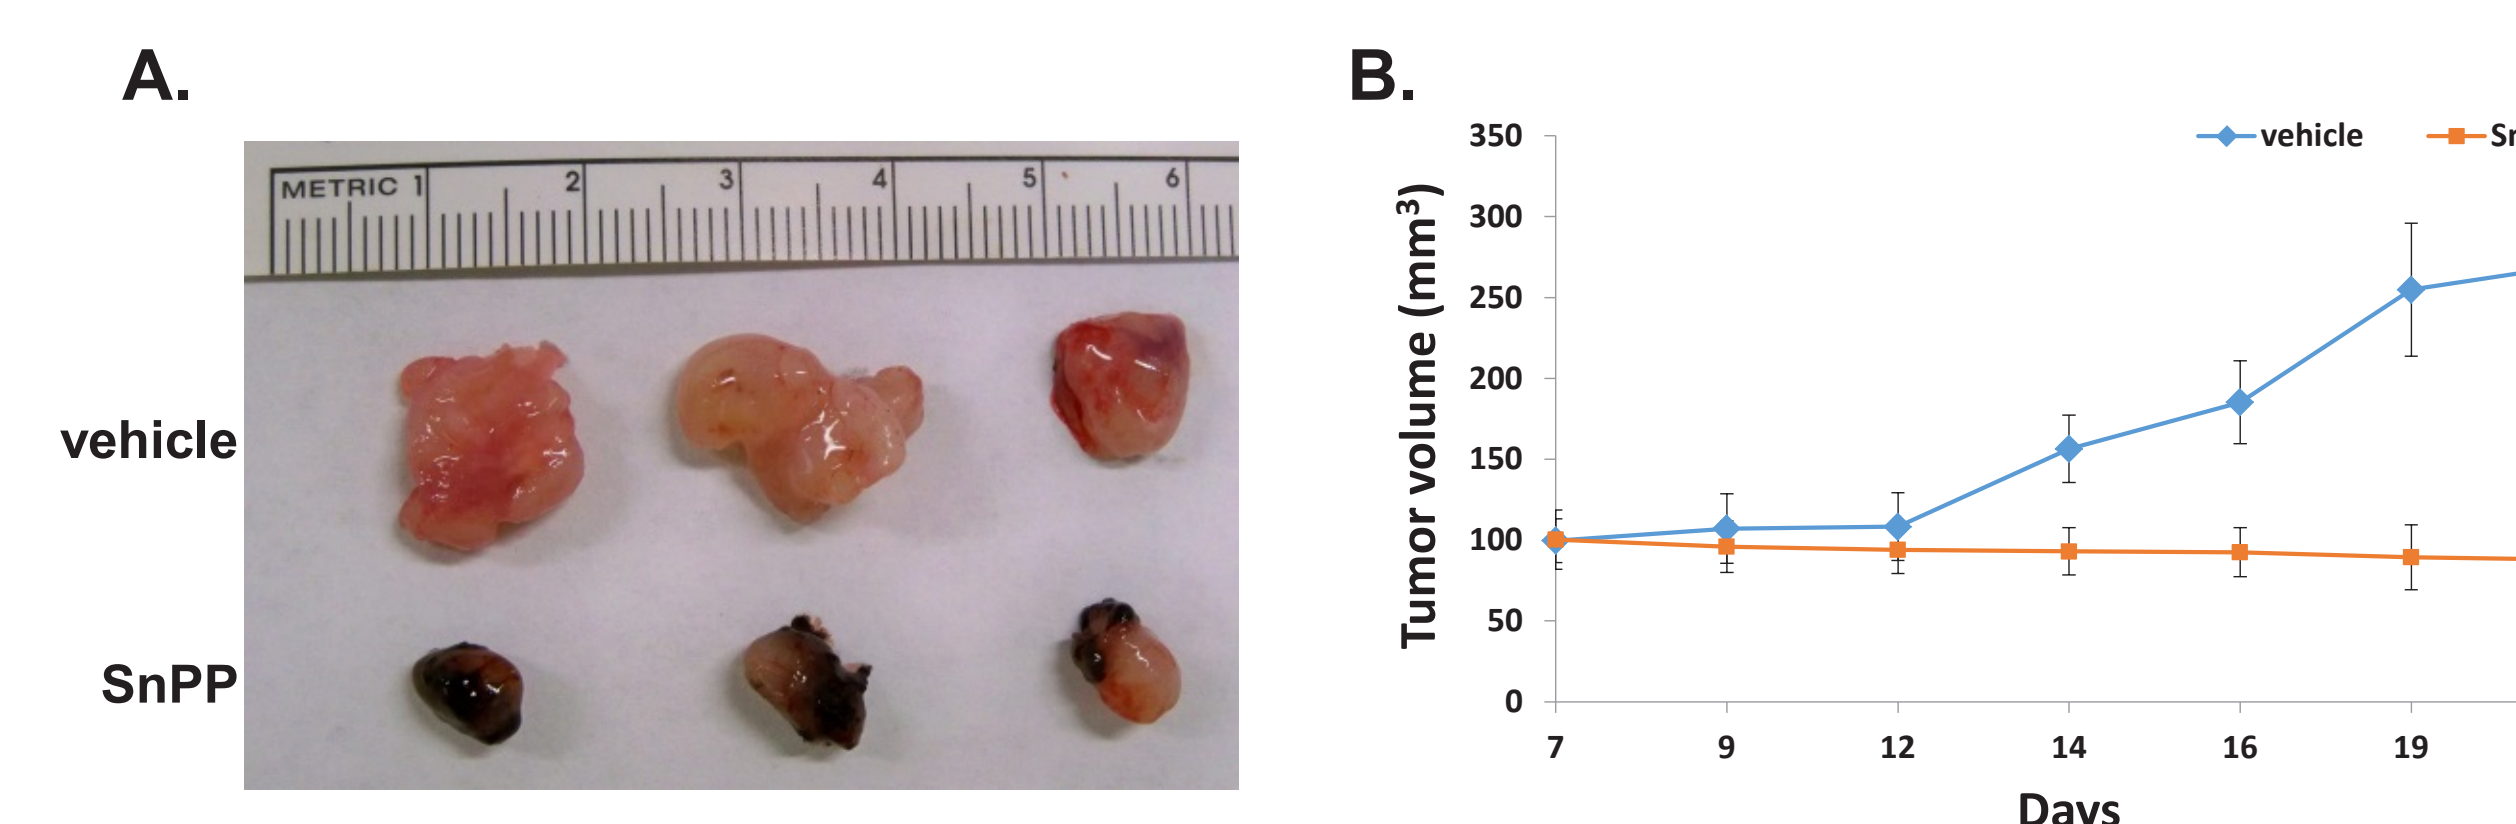 A.
METRIC 1 2 3 4 5 6
vehicle
SnPP
B.
vehicle
Tumor volume (mm³)
350
300
250
200
150
100
50
0
7 9 12 14 16 19
Days